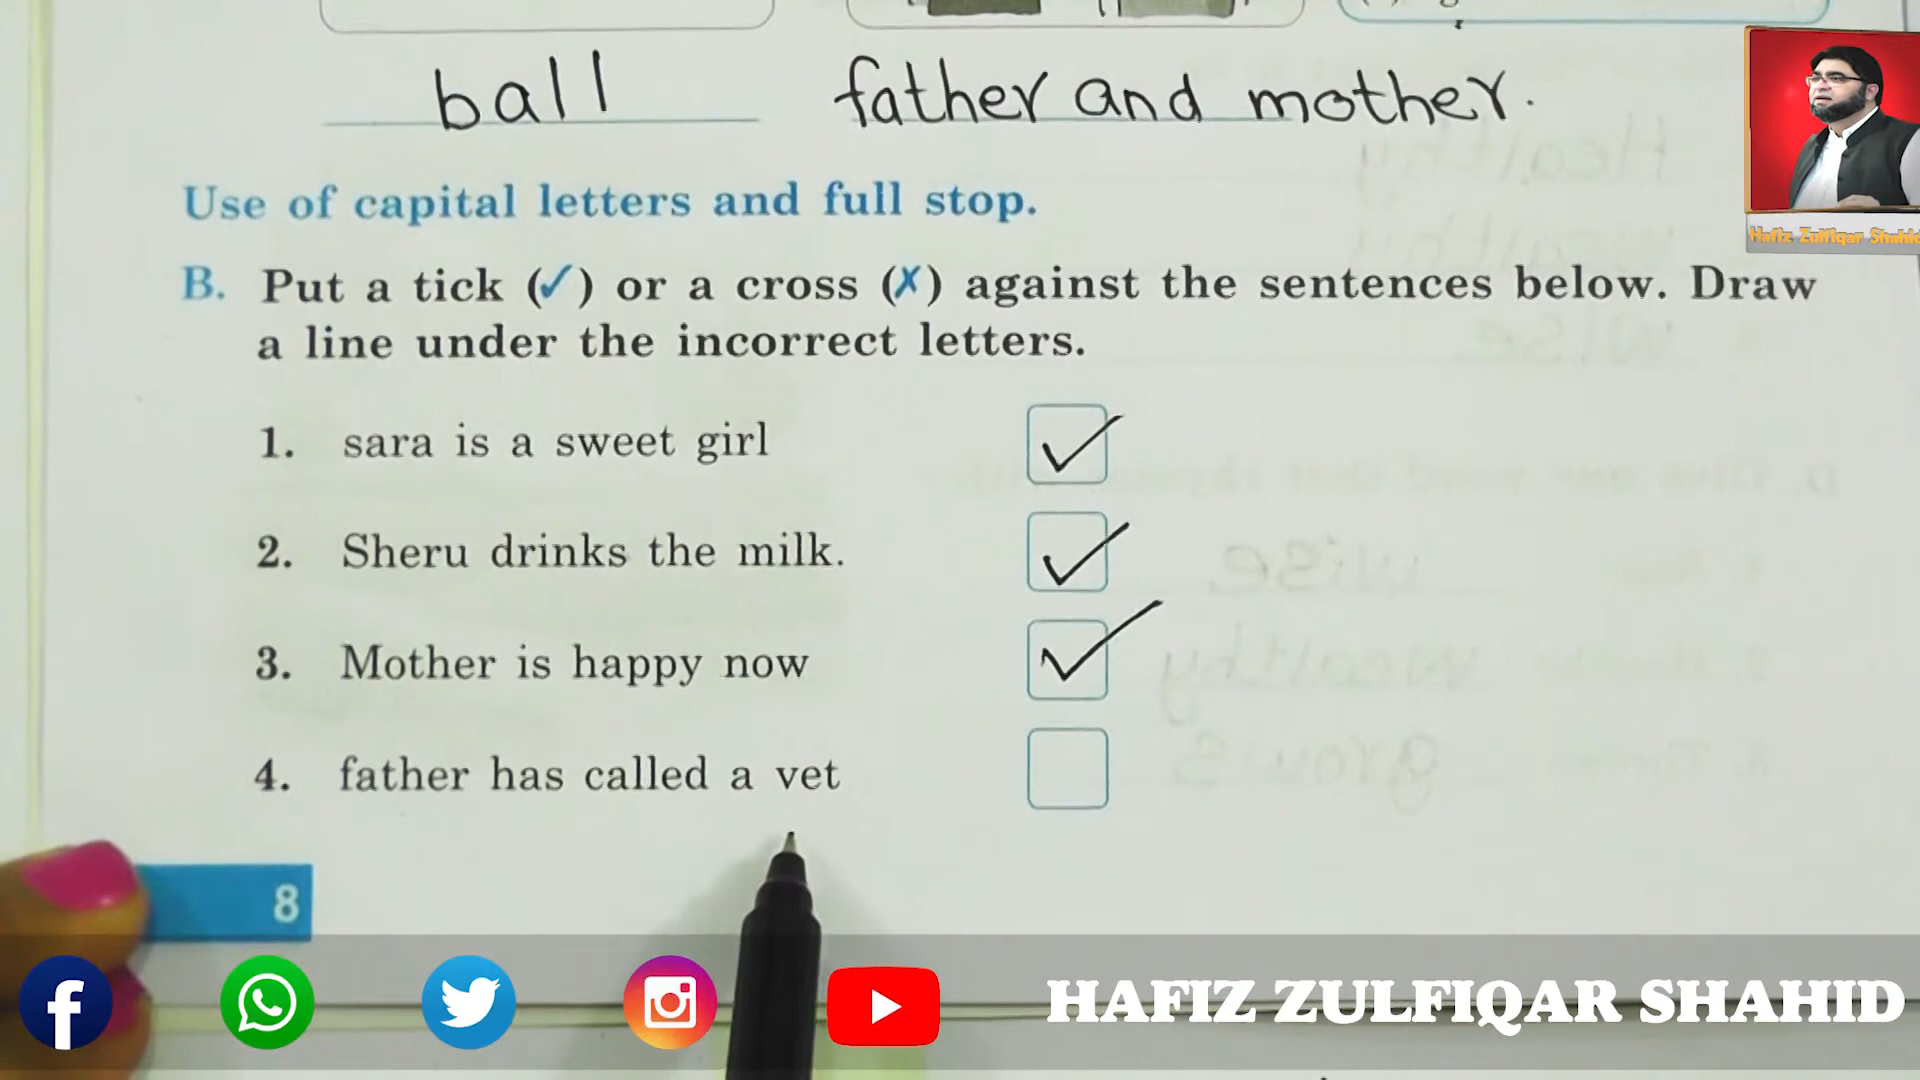 ball father and mother.
Use of capital letters and full stop.
B. Put a tick (✓) or a cross (✗) against the sentences below. Draw
a line under the incorrect letters.
1. sara is a sweet girl ✓
2. Sheru drinks the milk. ✓
3. Mother is happy now ✓
4. father has called a vet
8
Hafiz Zulfiqar Shahid
HAFIZ ZULFIQAR SHAHID